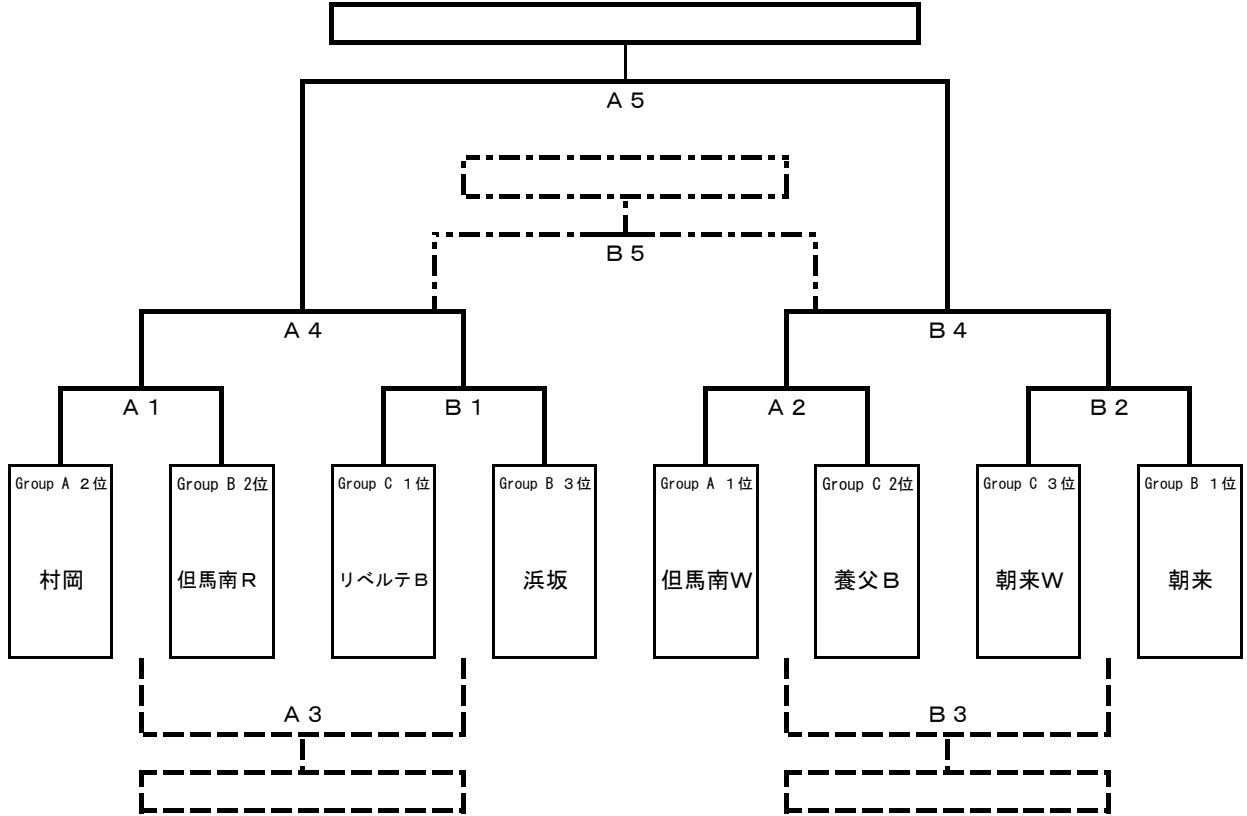 A5
B5
A4
B4
A1
B1
A2
B2
Group A 2位
Group B 2位
Group C 1位
Group B 3位
Group A 1位
Group C 2位
Group C 3位
Group B 1位
村岡
但馬南R
リベルテB
浜坂
但馬南W
養父B
朝来W
朝来
A3
B3